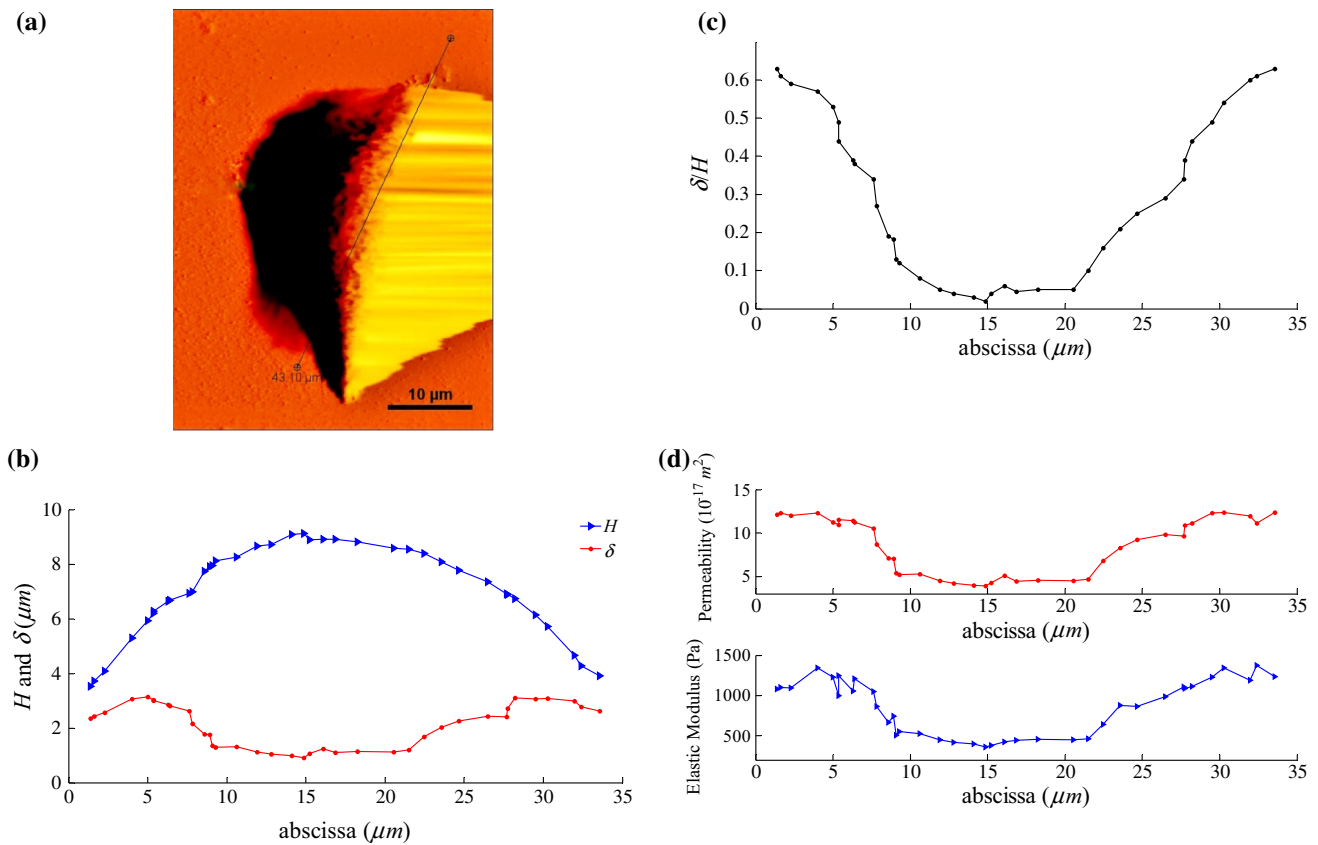 (a)
43.10 µm
10 µm
(b)
H and δ (µm)
10
8
6
4
2
0
0 5 10 15 20 25 30 35
abscissa (µm)
H
δ
(c)
δ/H
0.6
0.5
0.4
0.3
0.2
0.1
0
0 5 10 15 20 25 30 35
abscissa (µm)
(d)
Permeability (10⁻¹⁷ m²)
15
10
5
0 5 10 15 20 25 30 35
abscissa (µm)
Elastic Modulus (Pa)
1500
1000
500
0 5 10 15 20 25 30 35
abscissa (µm)